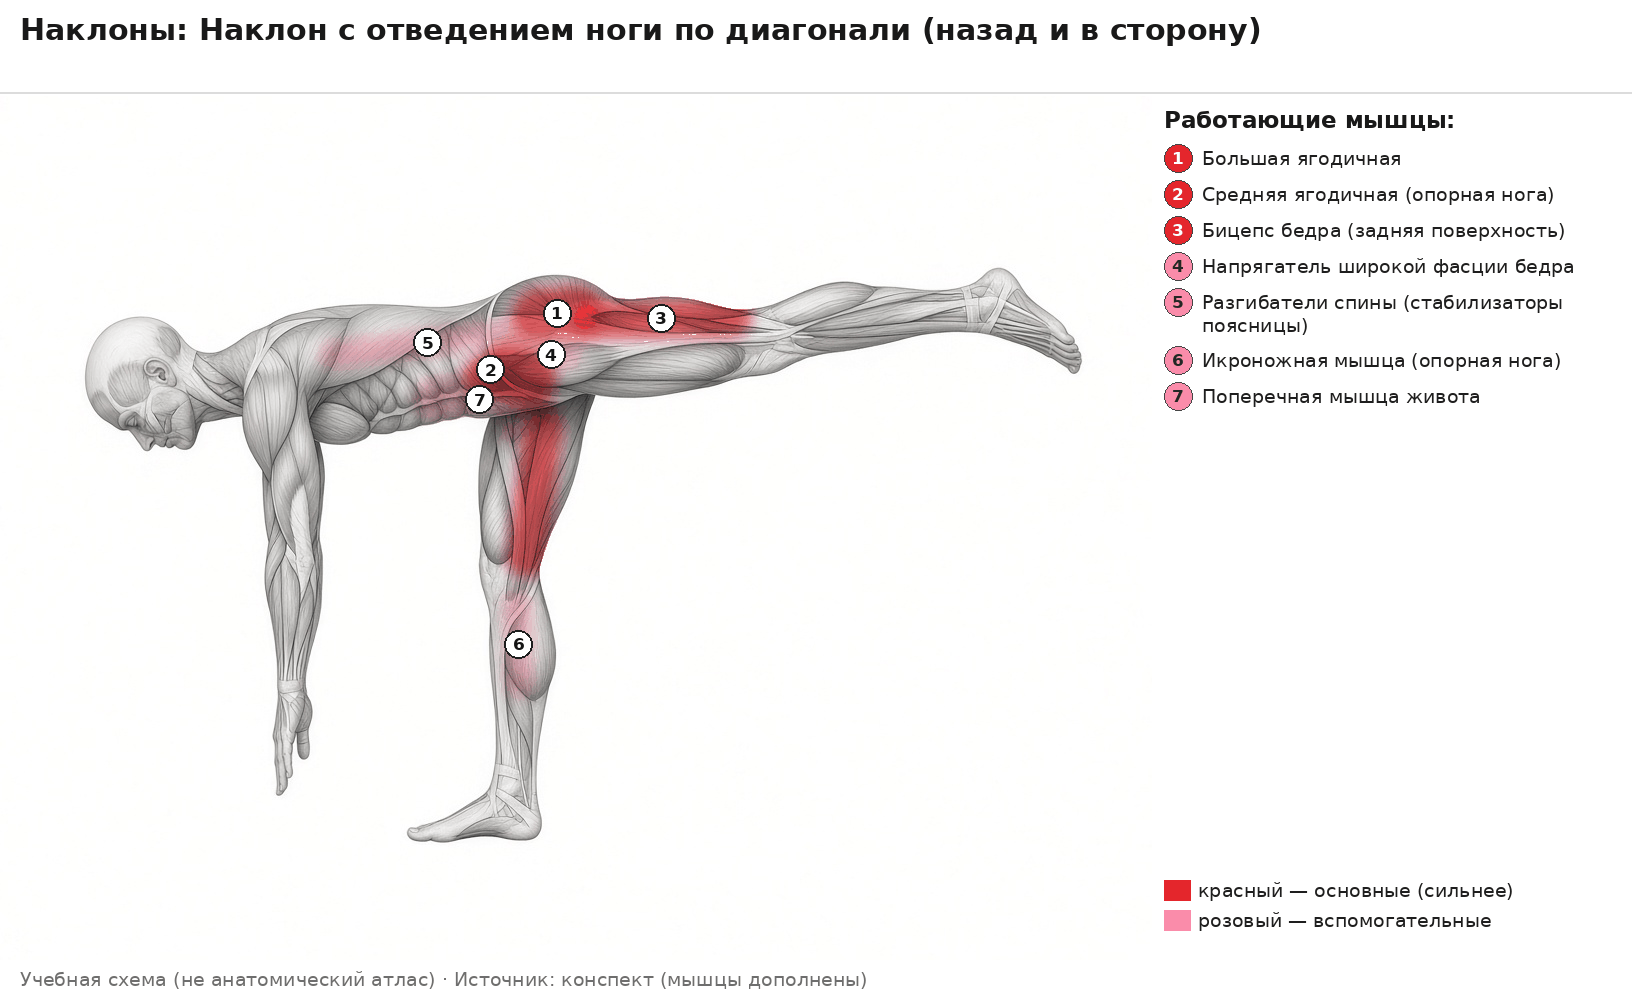 Наклоны: Наклон с отведением ноги по диагонали (назад и в сторону)
Работающие мышцы:
1 Большая ягодичная
2 Средняя ягодичная (опорная нога)
3 Бицепс бедра (задняя поверхность)
4 Напрягатель широкой фасции бедра
5 Разгибатели спины (стабилизаторы
поясницы)
6 Икроножная мышца (опорная нога)
7 Поперечная мышца живота
1
3
5
4
2
7
6
красный — основные (сильнее)
розовый — вспомогательные
Учебная схема (не анатомический атлас) · Источник: конспект (мышцы дополнены)